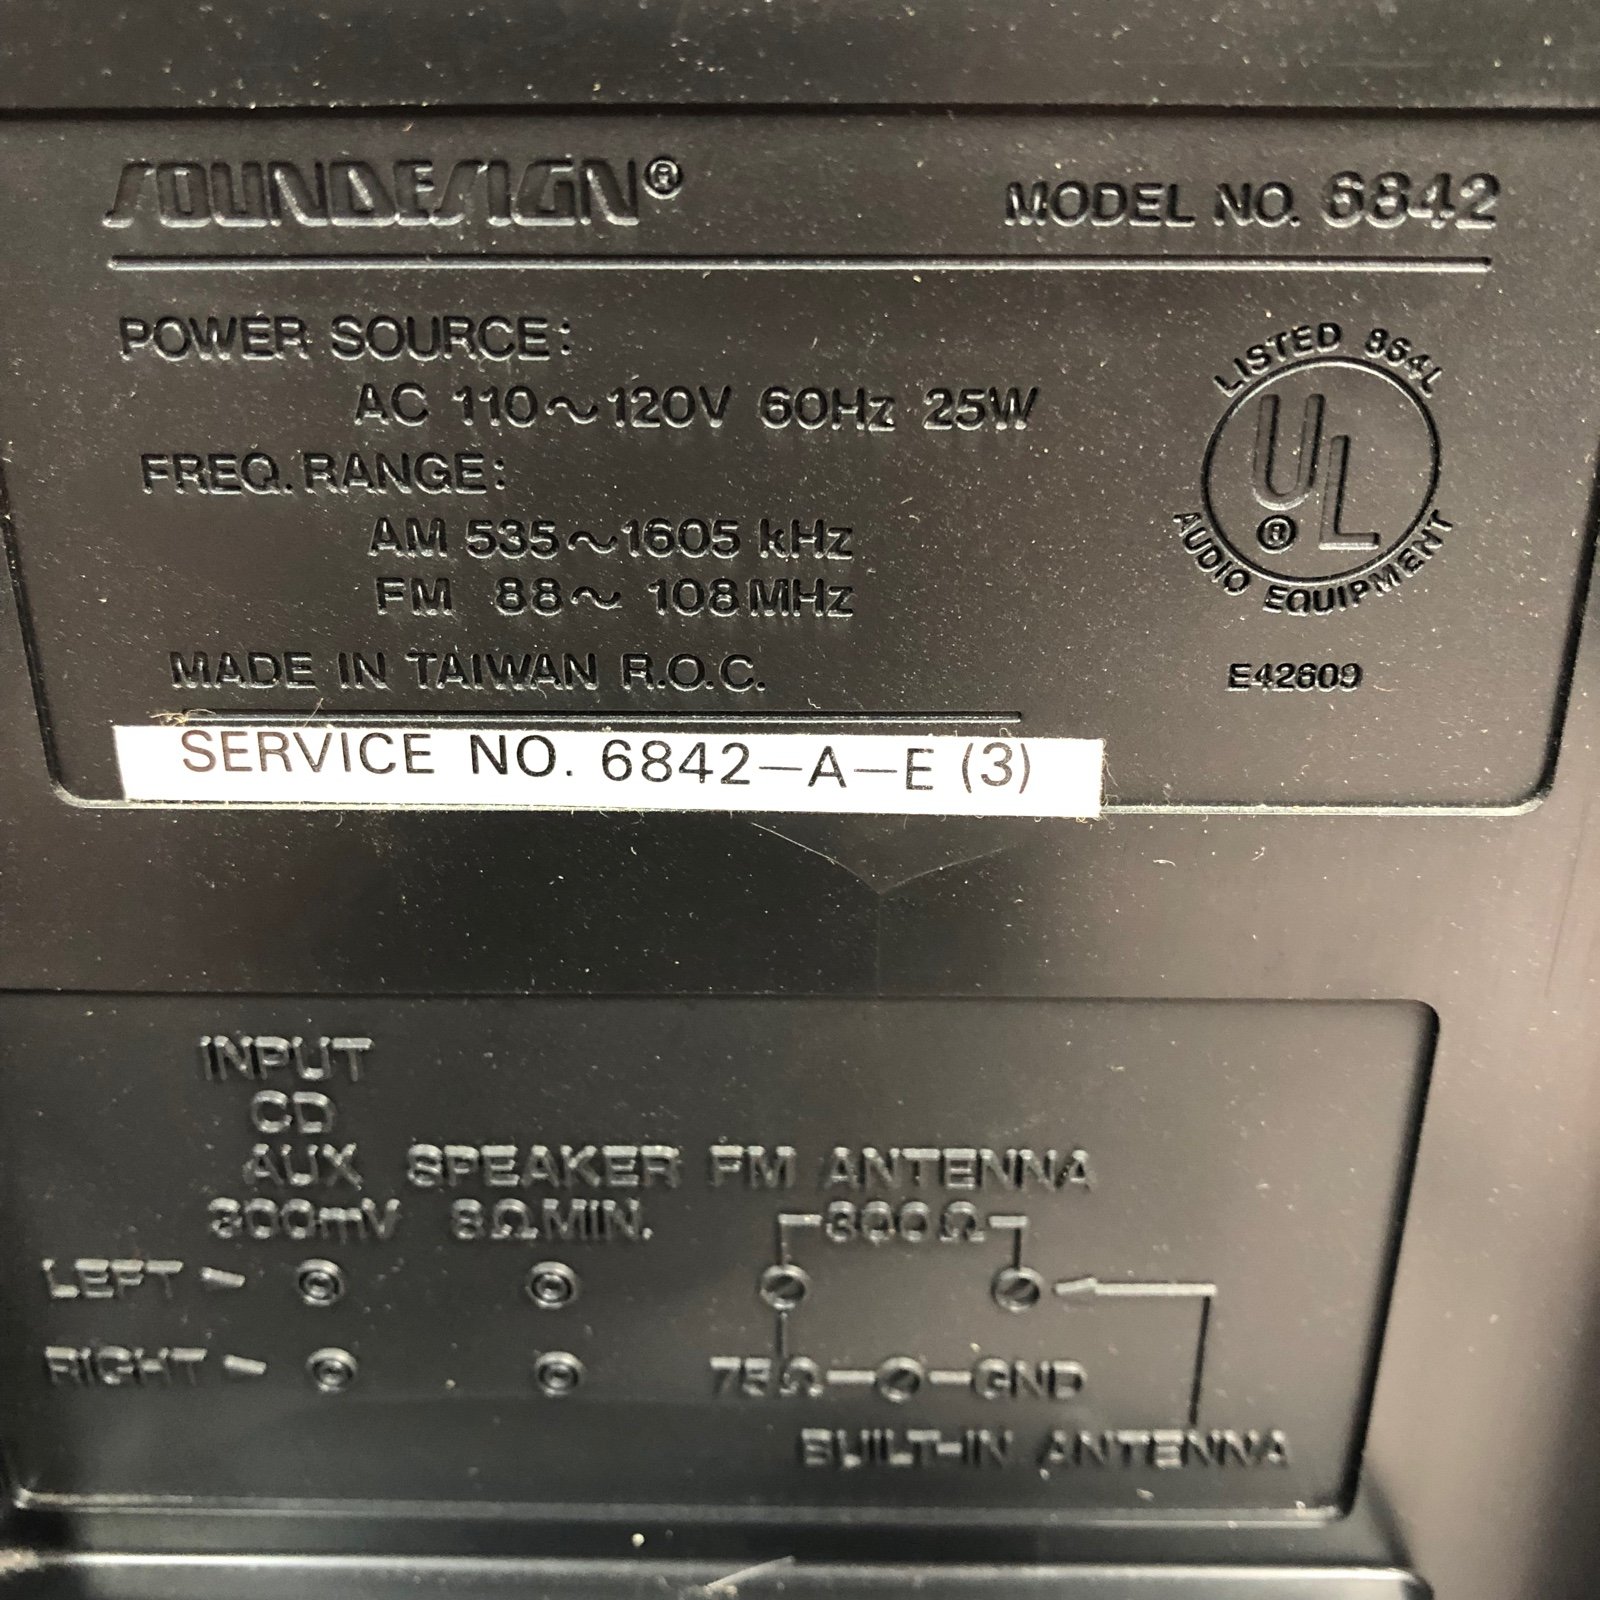 SOUNDESIGN®
MODEL NO. 6842
POWER SOURCE:
AC 110~120V 60Hz 25W
FREQ. RANGE:
AM 535~1605 kHz
FM 88~108MHz
MADE IN TAIWAN R.O.C.
LISTED 864L
UL®
AUDIO EQUIPMENT
E42609
SERVICE NO. 6842-A-E (3)
INPUT
CD
AUX SPEAKER FM ANTENNA
300mV 8ΩMIN. 300Ω
LEFT
RIGHT 75Ω GND
BUILT-IN ANTENNA